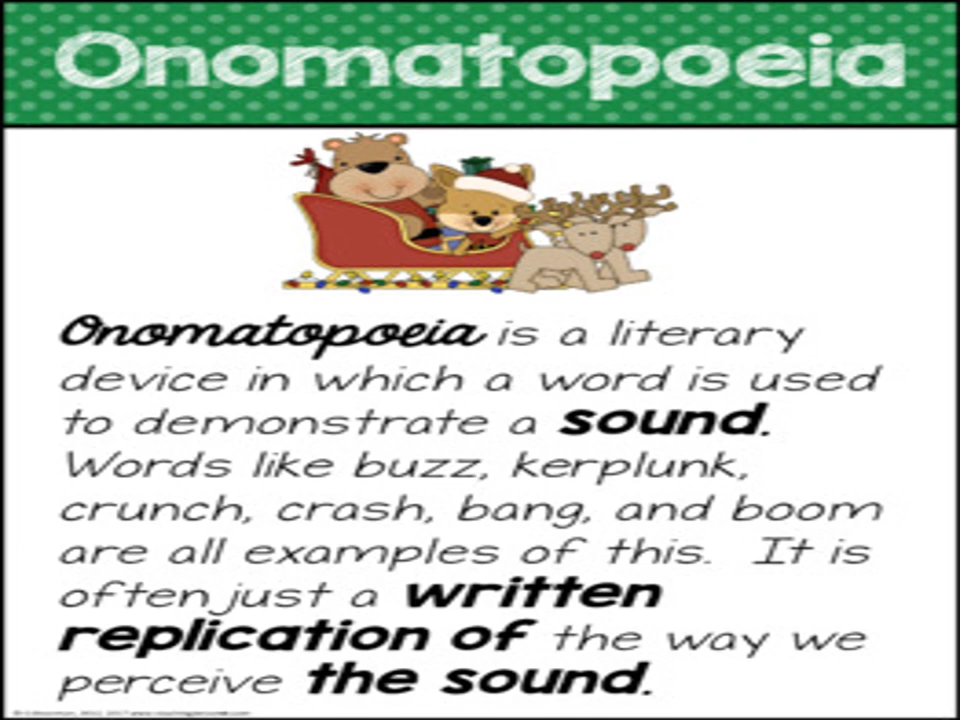 Onomatopoeia
Onomatopoeia is a literary
device in which a word is used
to demonstrate a sound.
Words like buzz, kerplunk,
crunch, crash, bang, and boom
are all examples of this. It is
often just a written
replication of the way we
perceive the sound.